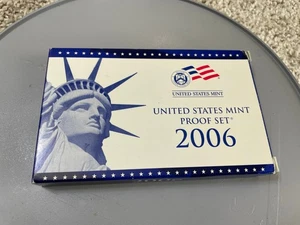 UNITED STATES MINT
UNITED STATES MINT
PROOF SET®
2006